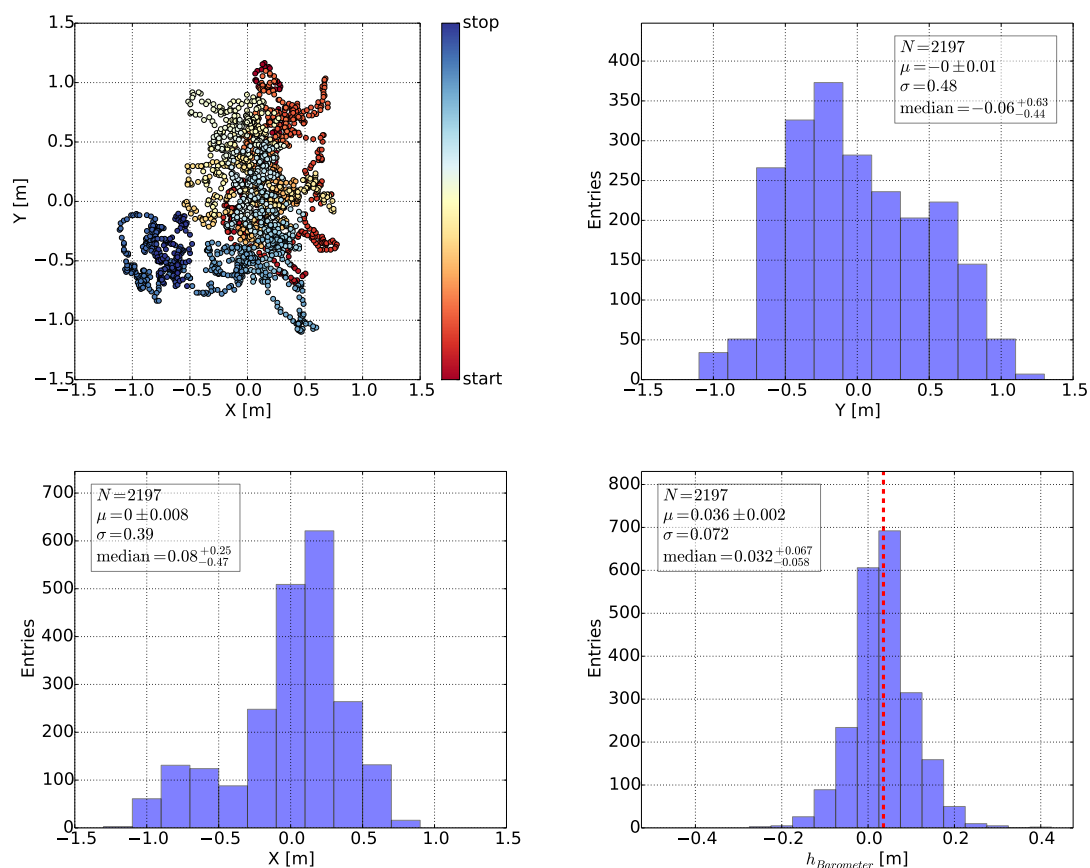 1.5
1.0
0.5
0.0
−0.5
−1.0
−1.5
Y [m]
−1.5 −1.0 −0.5 0.0 0.5 1.0 1.5
X [m]
stop
start
400
350
300
250
200
150
100
50
0
Entries
N=2197
μ=−0±0.01
σ=0.48
median=−0.06+0.63−0.44
−1.5 −1.0 −0.5 0.0 0.5 1.0 1.5
Y [m]
700
600
500
400
300
200
100
0
Entries
N=2197
μ=0±0.008
σ=0.39
median=0.08+0.25−0.47
−1.5 −1.0 −0.5 0.0 0.5 1.0 1.5
X [m]
800
700
600
500
400
300
200
100
0
Entries
N=2197
μ=0.036±0.002
σ=0.072
median=0.032+0.067−0.058
−0.4 −0.2 0.0 0.2 0.4
hBarometer [m]